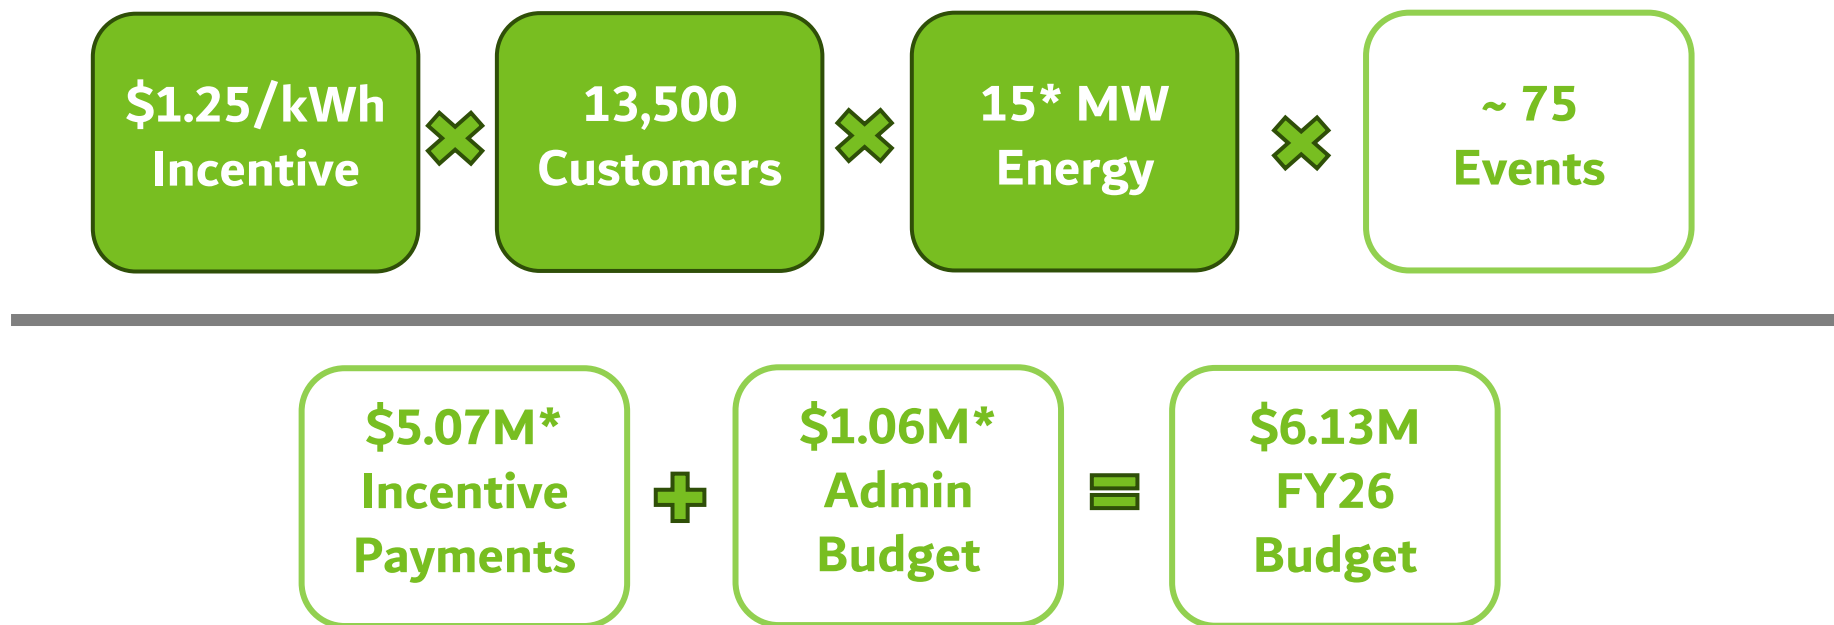 $1.25/kWh
Incentive
13,500
Customers
15* MW
Energy
~ 75
Events
$5.07M*
Incentive
Payments
$1.06M*
Admin
Budget
$6.13M
FY26
Budget